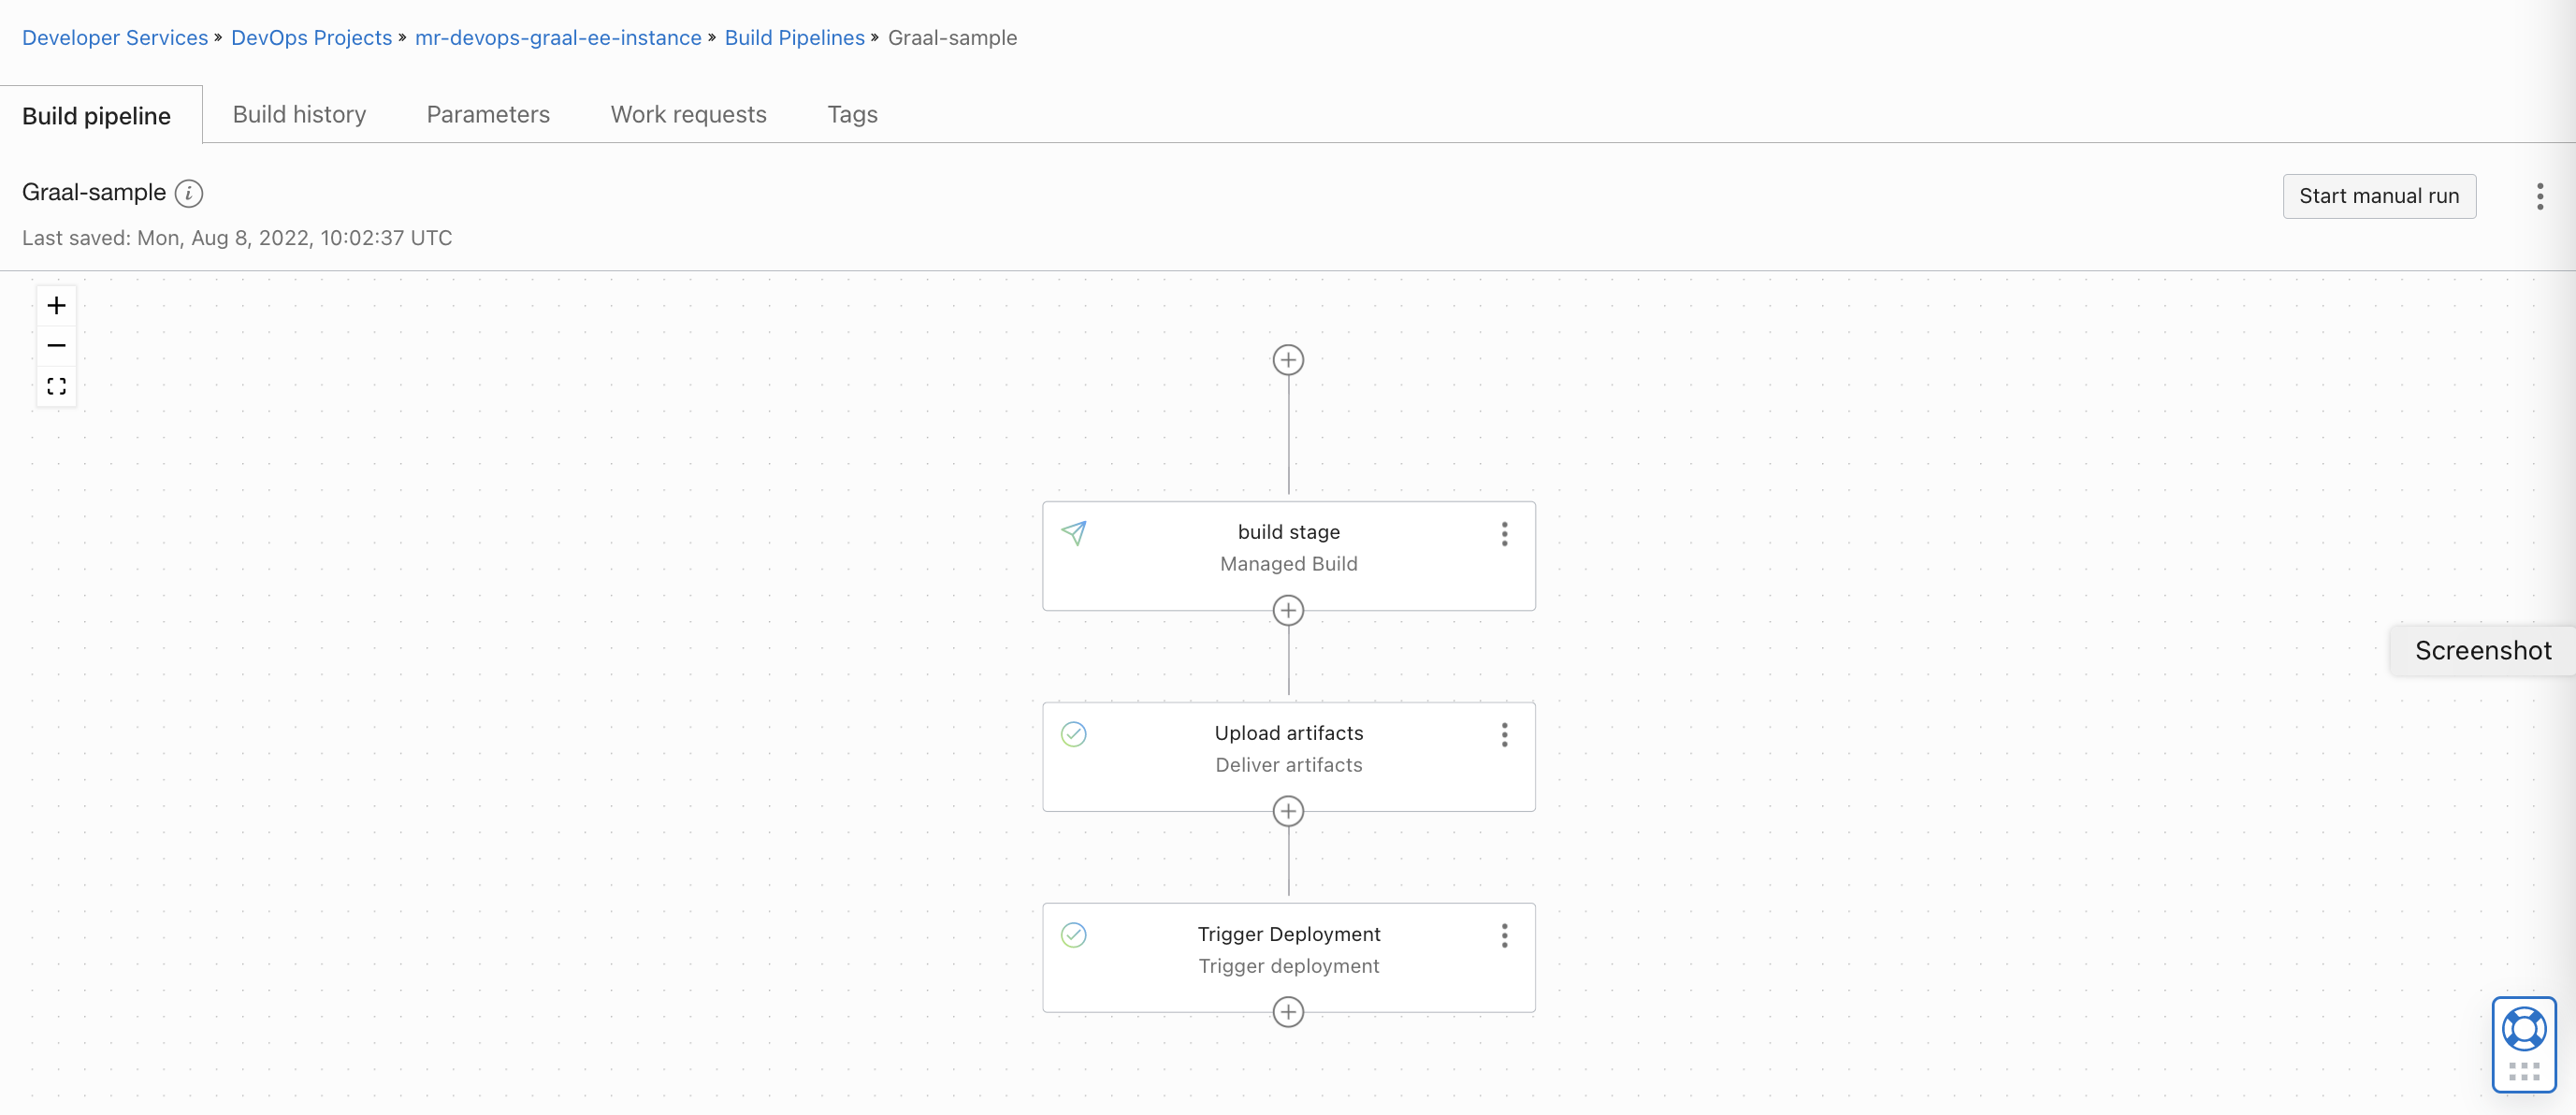 Developer Services » DevOps Projects » mr-devops-graal-ee-instance » Build Pipelines » Graal-sample
Build pipeline Build history Parameters Work requests Tags
Graal-sample i
Start manual run
Last saved: Mon, Aug 8, 2022, 10:02:37 UTC
build stage
Managed Build
Screenshot
Upload artifacts
Deliver artifacts
Trigger Deployment
Trigger deployment